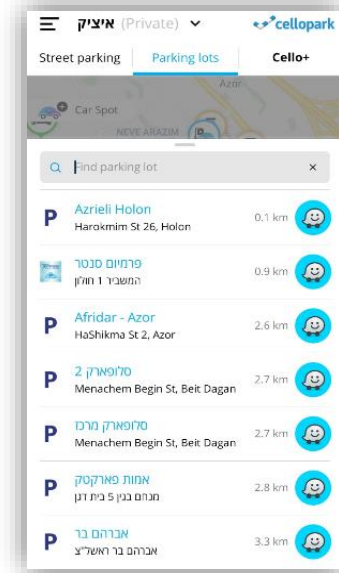 איציק (Private)
cellopark
Street parking
Parking lots
Cello+
Azor
Car Spot
NEVE ARAZIM
Find parking lot
P Azrieli Holon
Harokmim St 26, Holon
0.1 km
פרמיום סנטר
המשביר 1 חולון
0.9 km
P Afridar - Azor
HaShikma St 2, Azor
2.6 km
P סלופארק 2
Menachem Begin St, Beit Dagan
2.7 km
P סלופארק מרכז
Menachem Begin St, Beit Dagan
2.7 km
P אמות פארקטק
מנחם בגין 5 בית דגן
2.8 km
P אברהם בר
אברהם בר ראשל"צ
3.3 km